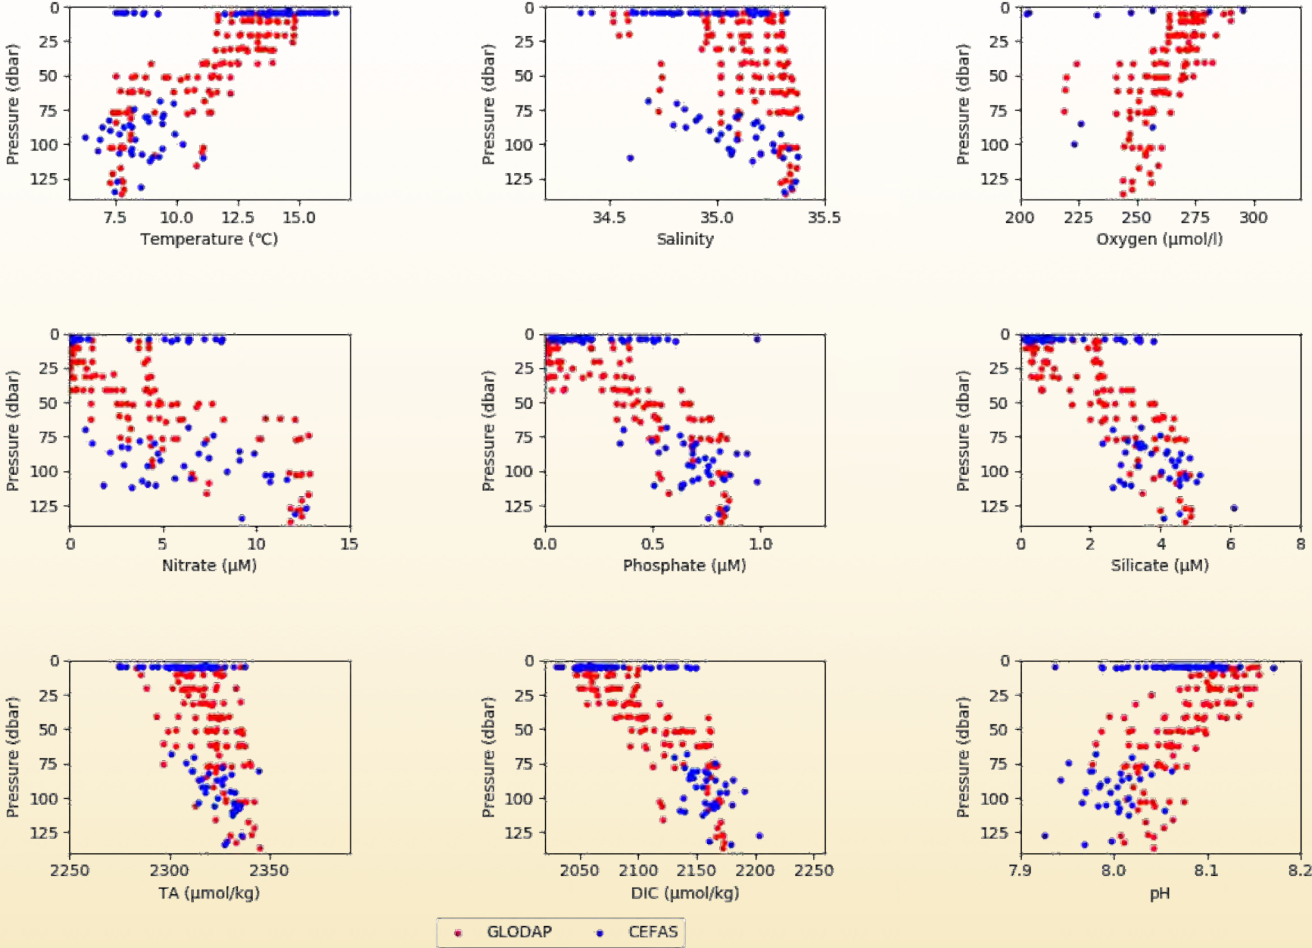 0
25
50
75
100
125
Pressure (dbar)
7.5 10.0 12.5 15.0
Temperature (℃)
0
25
50
75
100
125
Pressure (dbar)
34.5 35.0 35.5
Salinity
0
25
50
75
100
125
Pressure (dbar)
200 225 250 275 300
Oxygen (μmol/l)
0
25
50
75
100
125
Pressure (dbar)
0 5 10 15
Nitrate (μM)
0
25
50
75
100
125
Pressure (dbar)
0.0 0.5 1.0
Phosphate (μM)
0
25
50
75
100
125
Pressure (dbar)
0 2 4 6 8
Silicate (μM)
0
25
50
75
100
125
Pressure (dbar)
2250 2300 2350
TA (μmol/kg)
0
25
50
75
100
125
Pressure (dbar)
2050 2100 2150 2200 2250
DIC (μmol/kg)
0
25
50
75
100
125
Pressure (dbar)
7.9 8.0 8.1 8.2
pH
GLODAP CEFAS